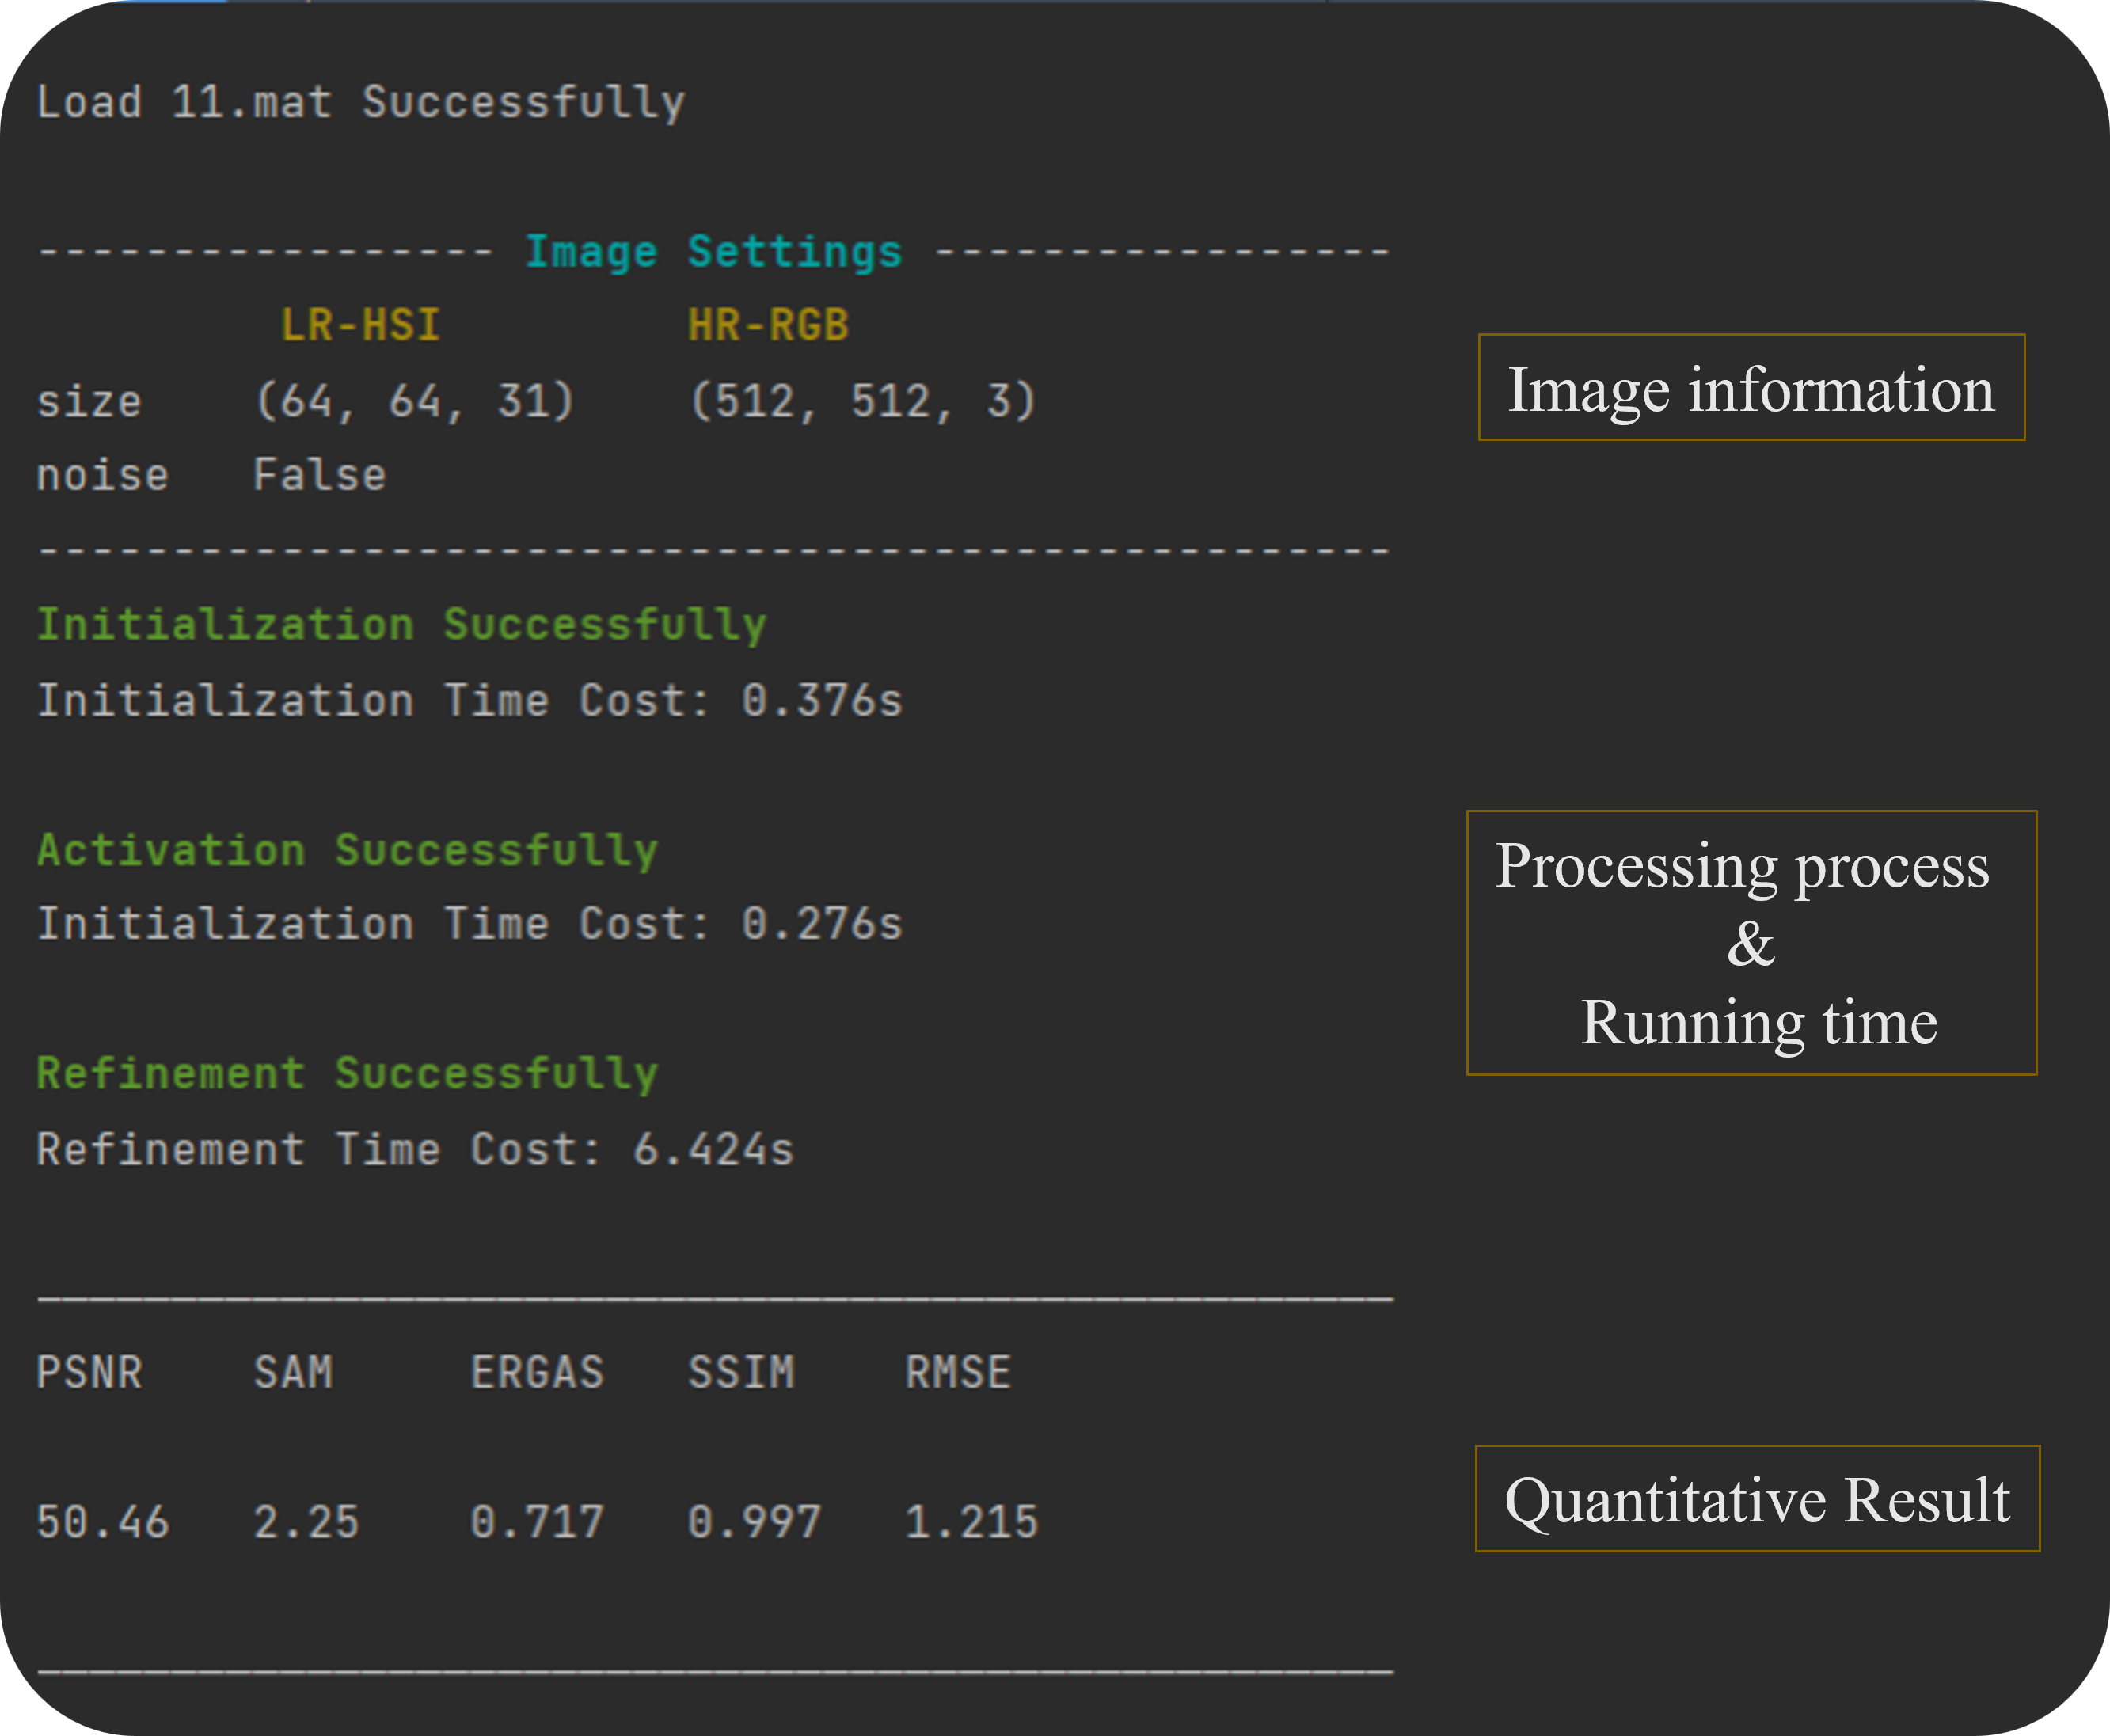 Load 11.mat Successfully
----------------- Image Settings -----------------
LR-HSI HR-RGB
size (64, 64, 31) (512, 512, 3)
noise False
--------------------------------------------------
Image information
Initialization Successfully
Initialization Time Cost: 0.376s
Activation Successfully
Initialization Time Cost: 0.276s
Refinement Successfully
Refinement Time Cost: 6.424s
Processing process
&
Running time
PSNR SAM ERGAS SSIM RMSE
50.46 2.25 0.717 0.997 1.215
Quantitative Result